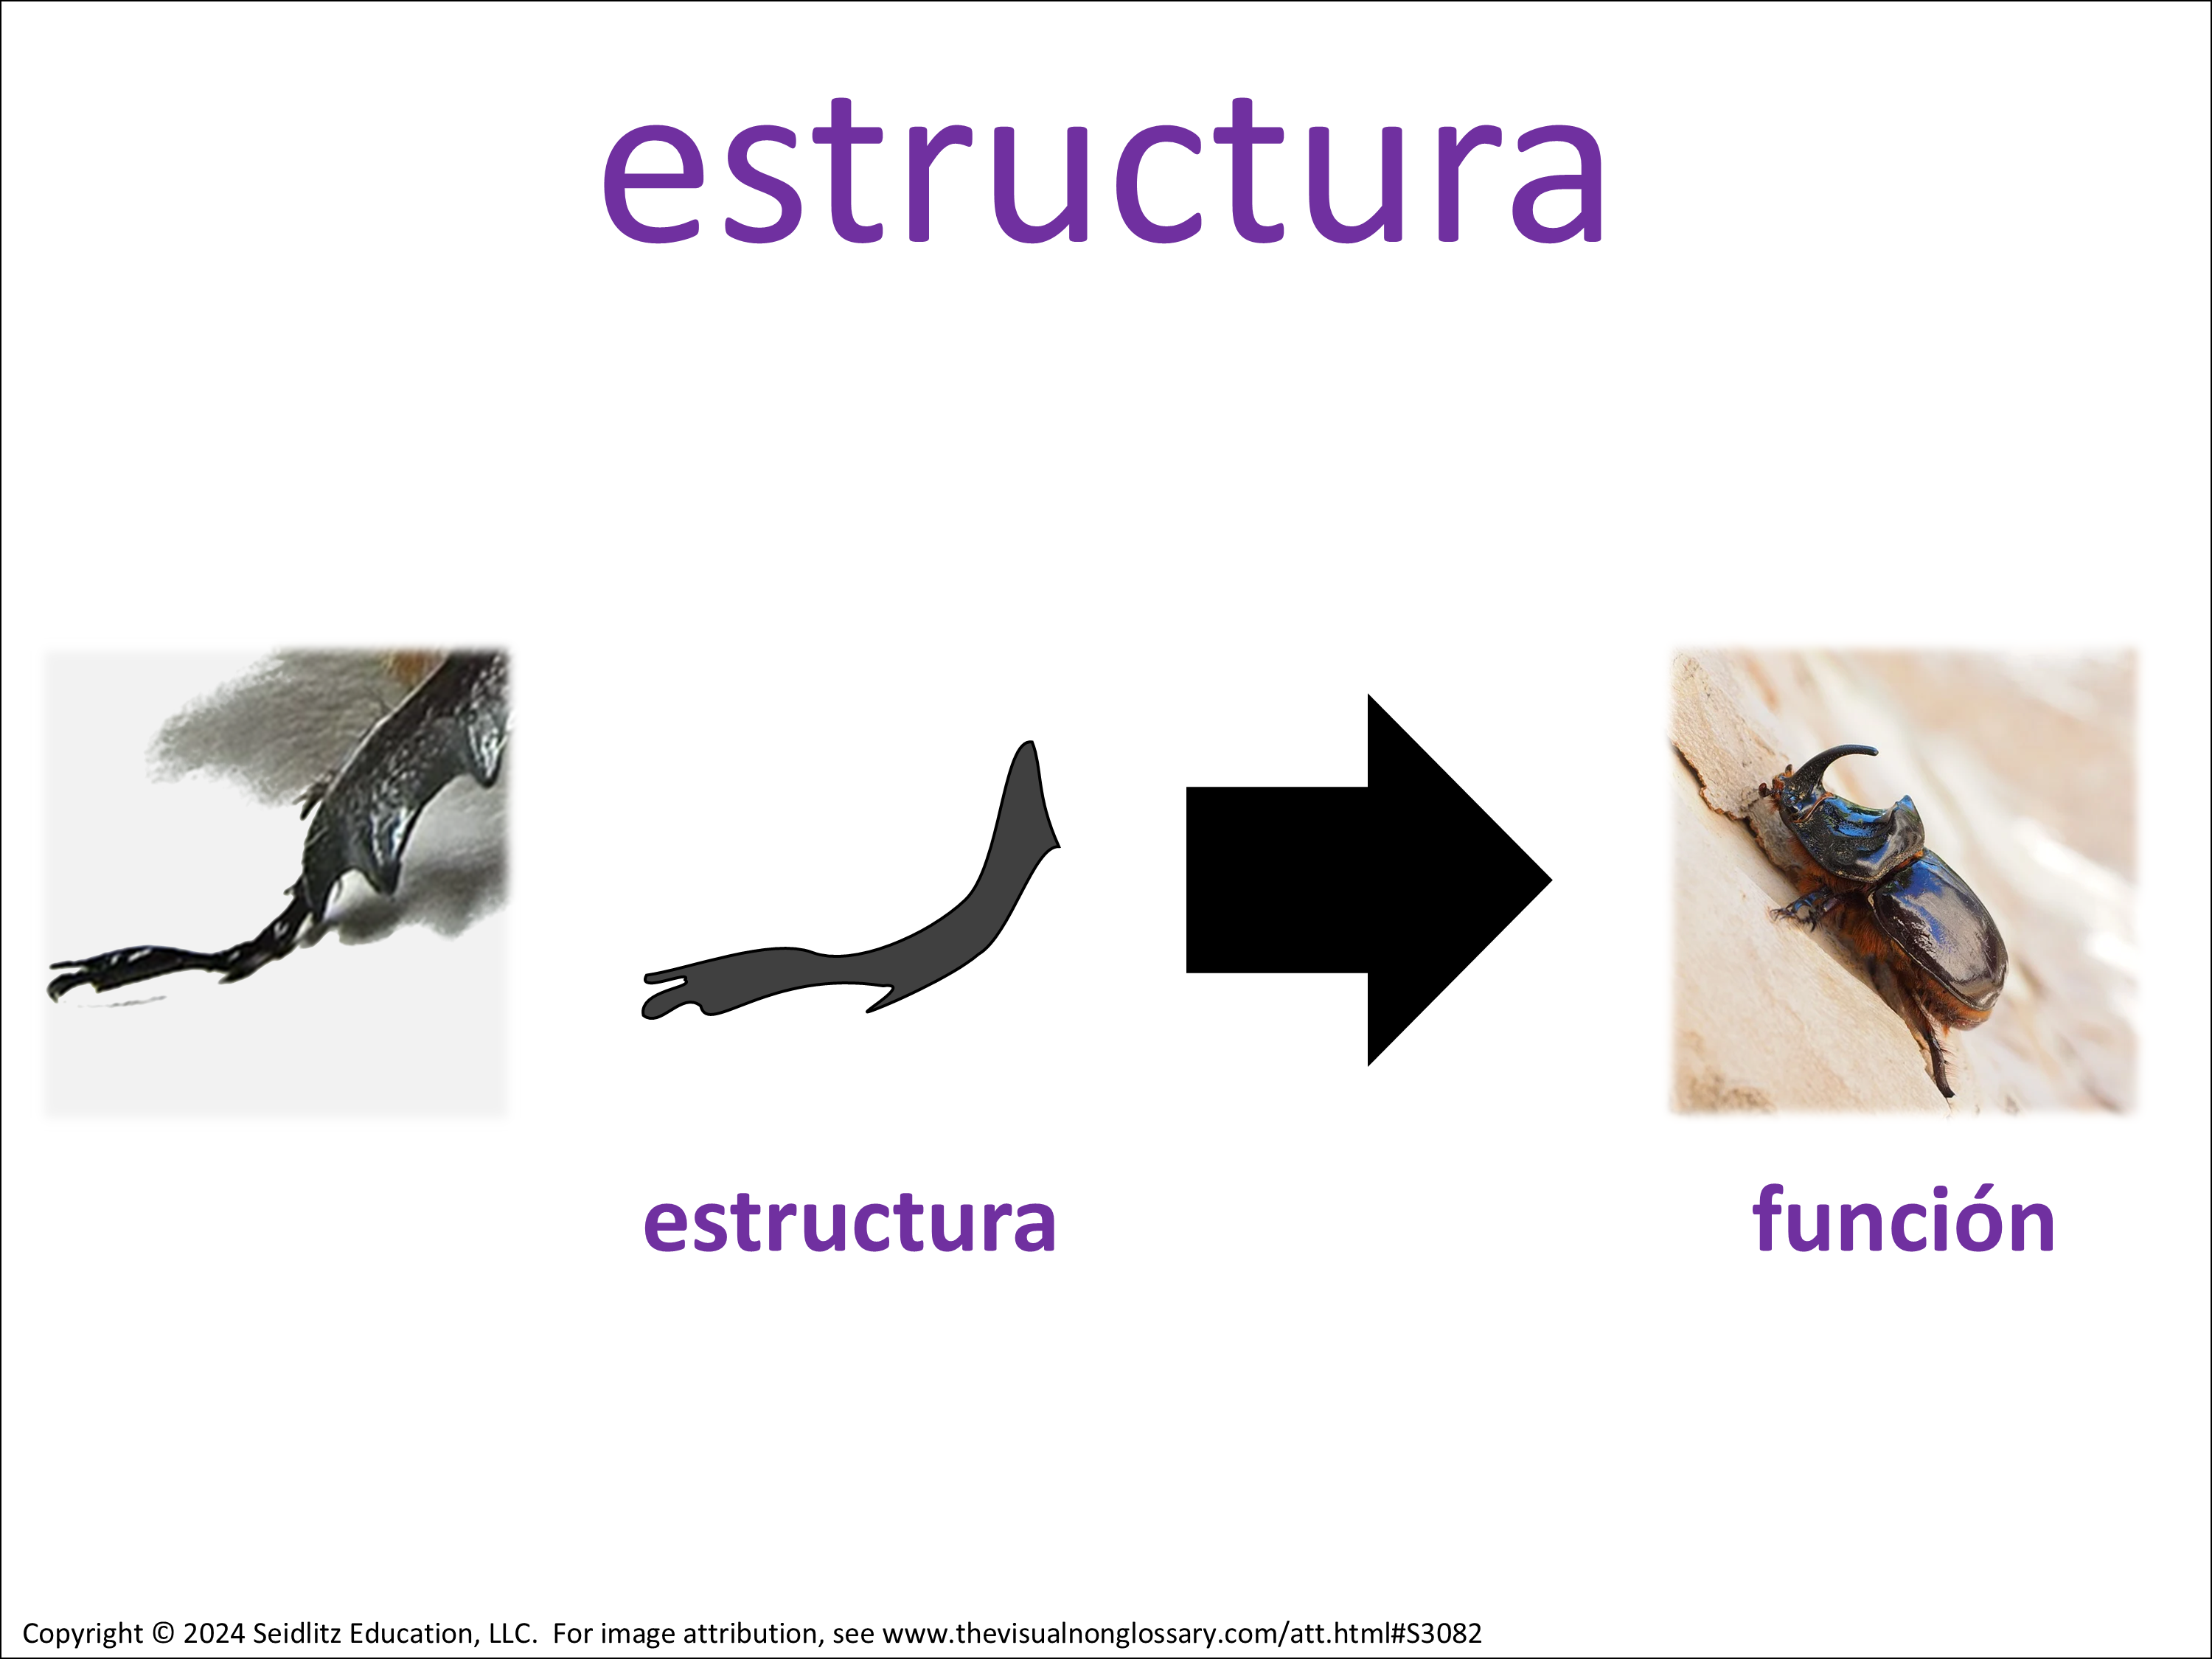 estructura
estructura
función
Copyright © 2024 Seidlitz Education, LLC.  For image attribution, see www.thevisualnonglossary.com/att.html#S3082